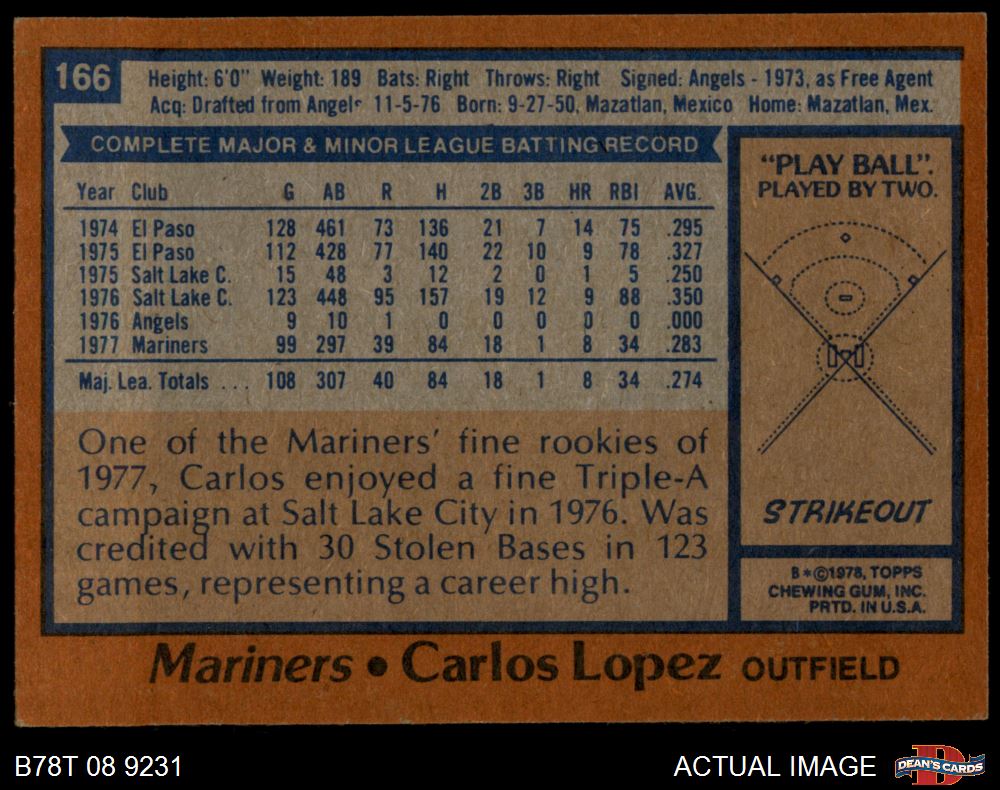 166
Height: 6'0" Weight: 189 Bats: Right Throws: Right Signed: Angels - 1973, as Free Agent
Acq: Drafted from Angels 11-5-76 Born: 9-27-50, Mazatlan, Mexico Home: Mazatlan, Mex.
COMPLETE MAJOR & MINOR LEAGUE BATTING RECORD
Year Club G AB R H 2B 3B HR RBI AVG.
1974 El Paso 128 461 73 136 21 7 14 75 .295
1975 El Paso 112 428 77 140 22 10 9 78 .327
1975 Salt Lake C. 15 48 3 12 2 0 1 5 .250
1976 Salt Lake C. 123 448 95 157 19 12 9 88 .350
1976 Angels 9 10 1 0 0 0 0 0 .000
1977 Mariners 99 297 39 84 18 1 8 34 .283
Maj. Lea. Totals ... 108 307 40 84 18 1 8 34 .274
One of the Mariners' fine rookies of
1977, Carlos enjoyed a fine Triple-A
campaign at Salt Lake City in 1976. Was
credited with 30 Stolen Bases in 123
games, representing a career high.
"PLAY BALL".
PLAYED BY TWO.
STRIKEOUT
B*©1978, TOPPS
CHEWING GUM, INC.
PRTD. IN U.S.A.
Mariners • Carlos Lopez OUTFIELD
B78T 08 9231
ACTUAL IMAGE
DEAN'S CARDS